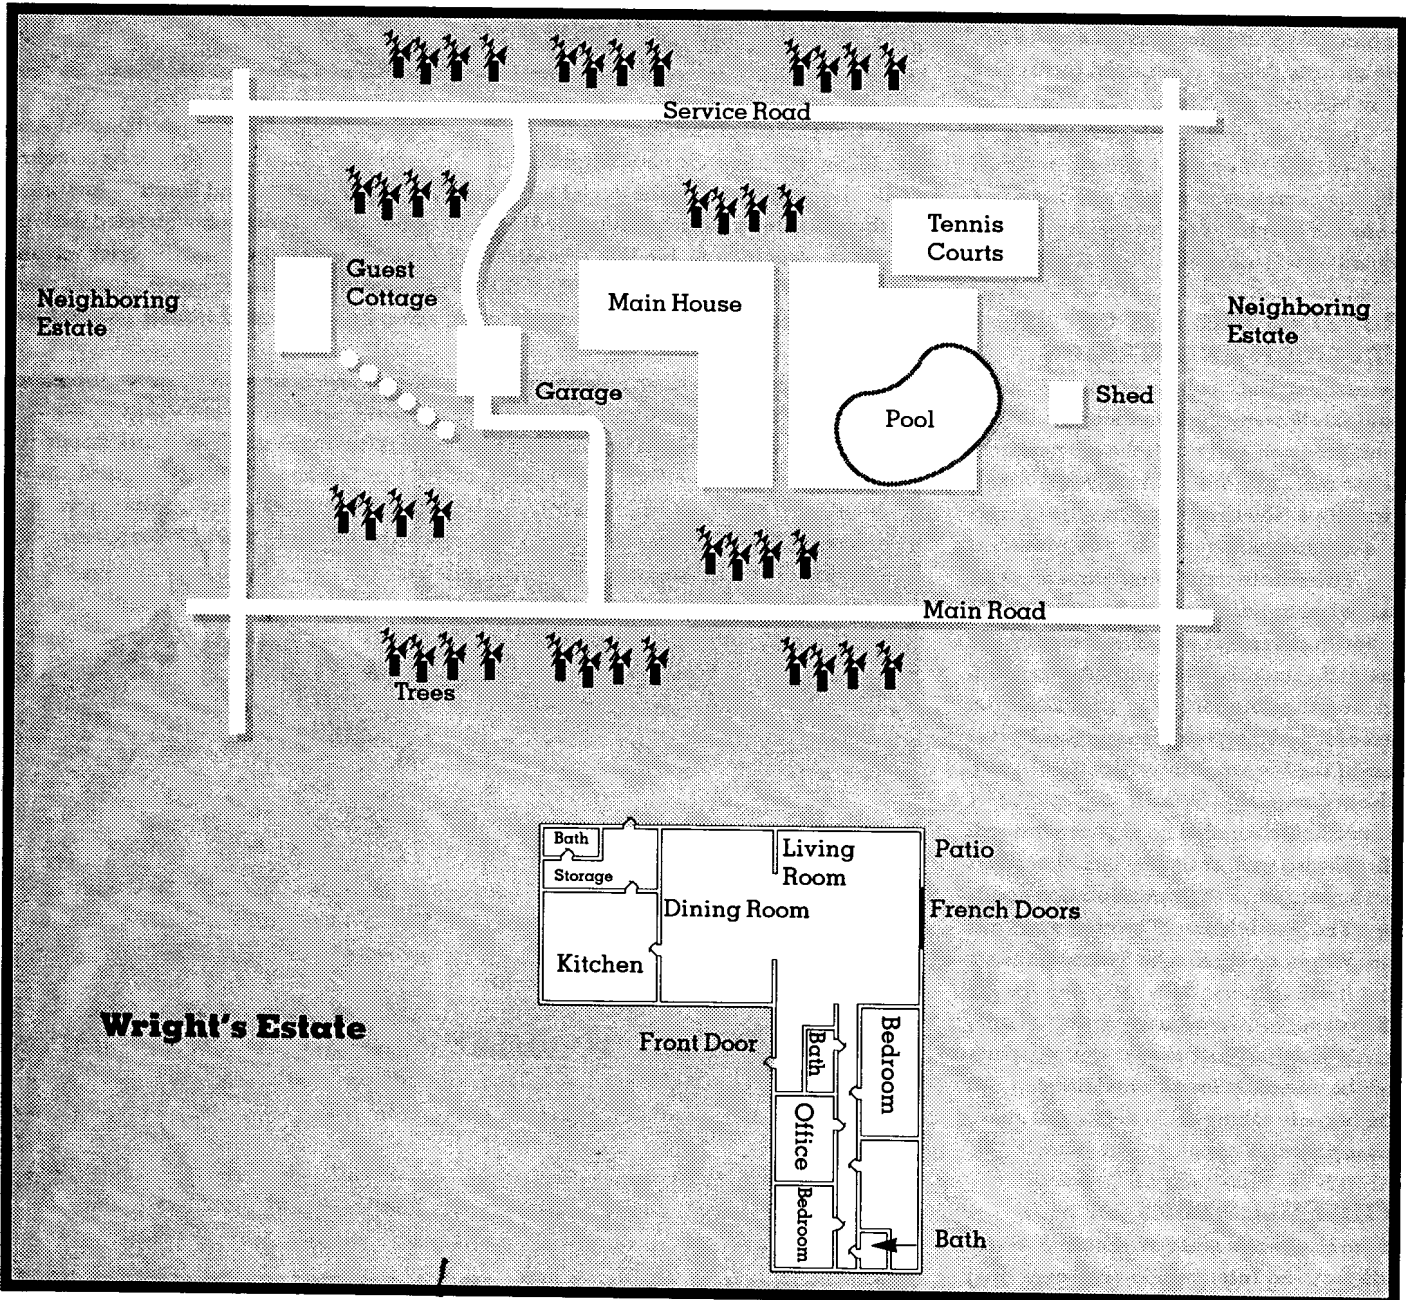 Service Road
Tennis
Courts
Guest
Cottage
Main House
Neighboring
Estate
Neighboring
Estate
Garage
Shed
Pool
Main Road
Trees
Bath
Living
Room
Patio
Storage
Dining Room
French Doors
Kitchen
Wright's Estate
Front Door
Bath
Bedroom
Office
Bedroom
Bath